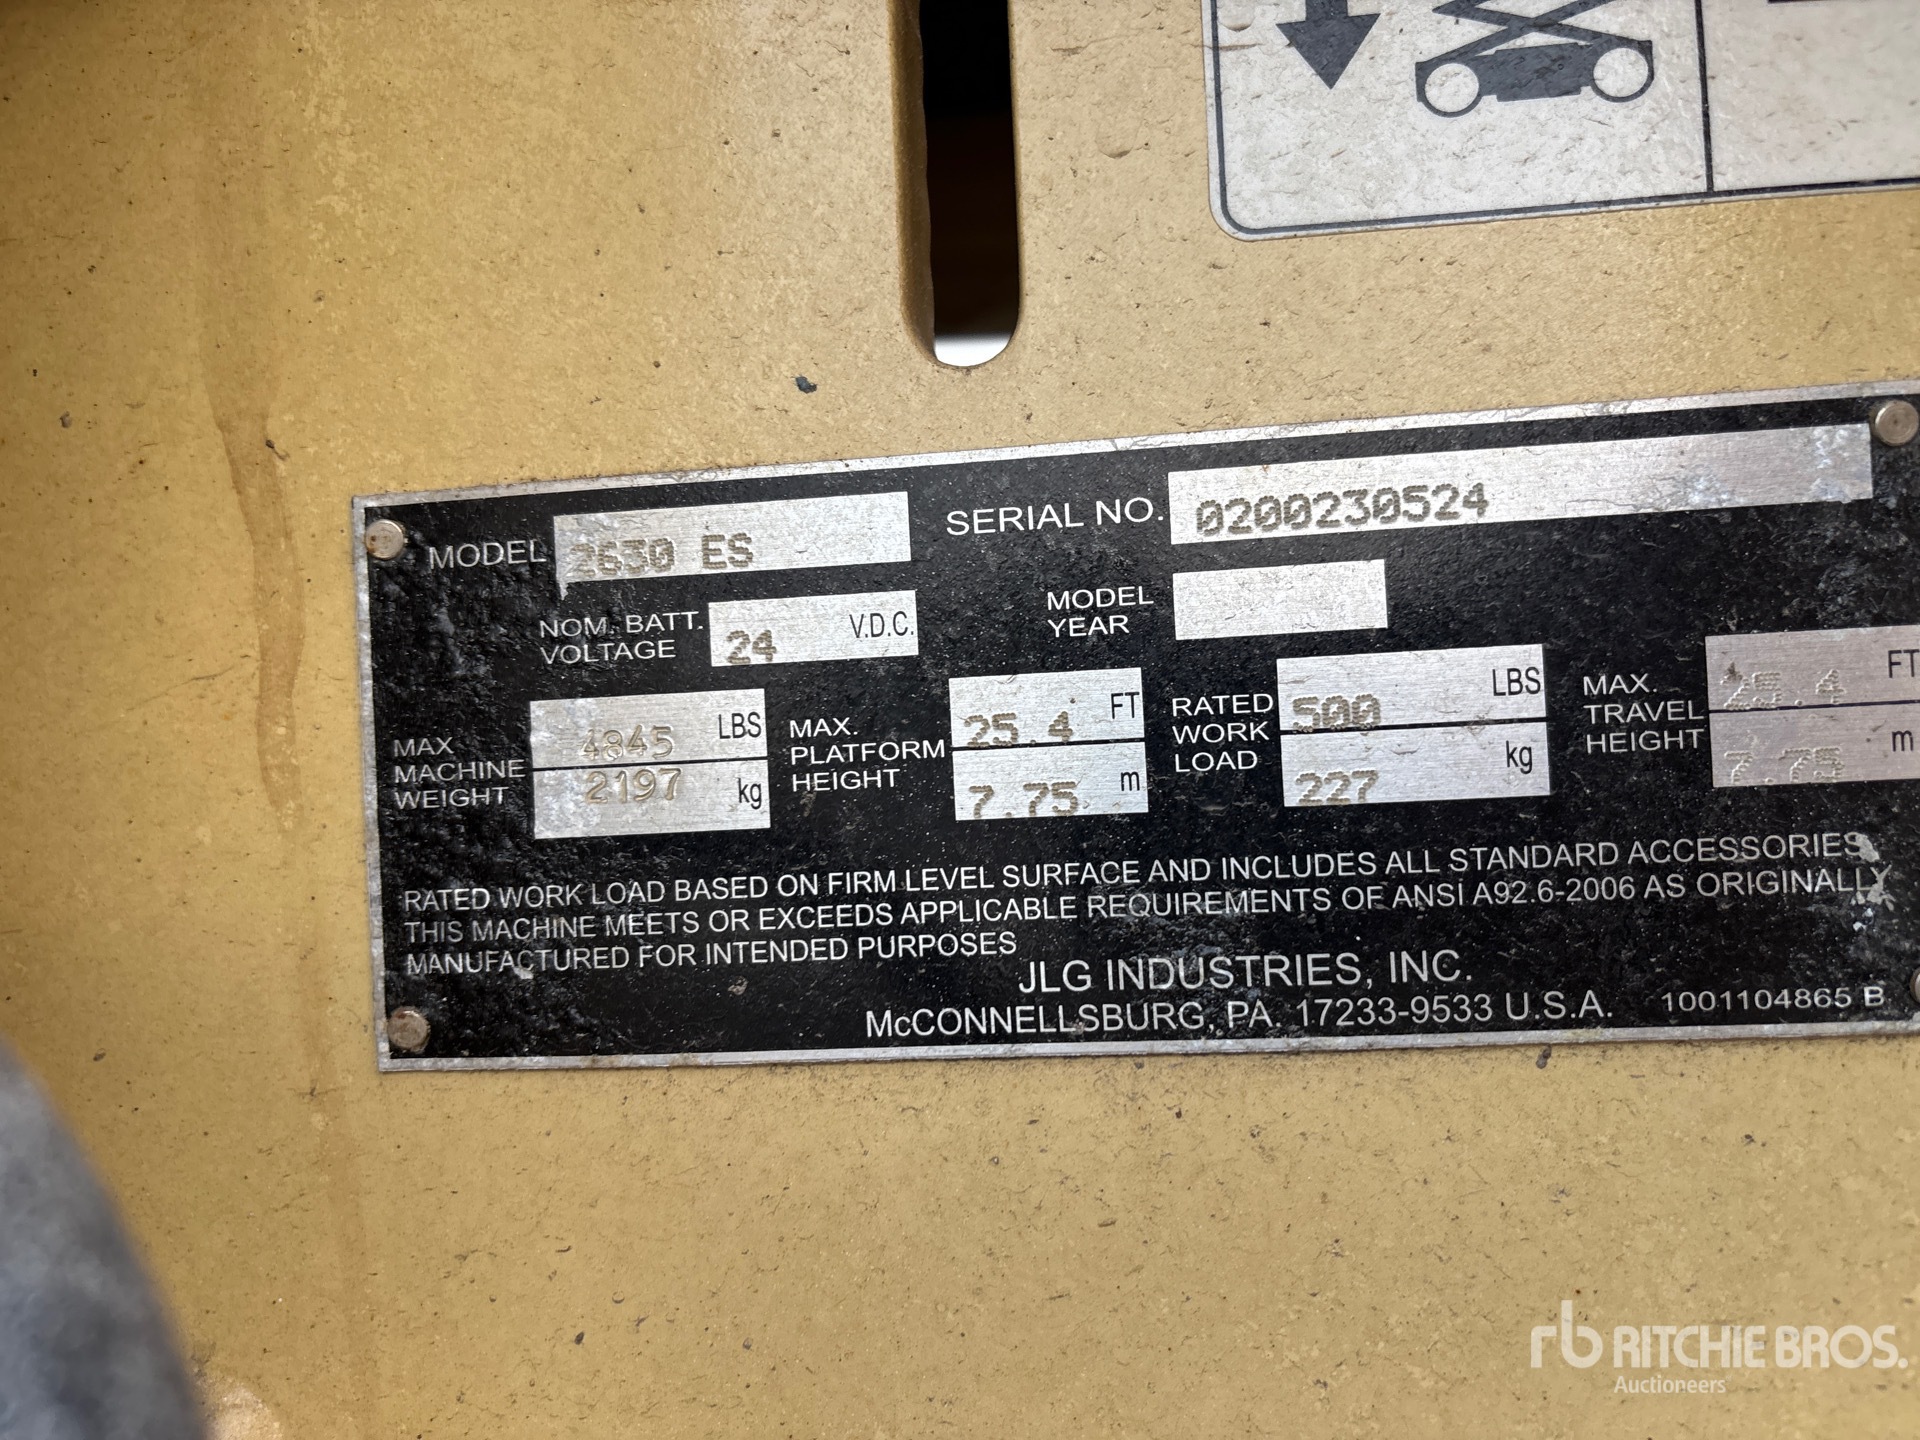 MODEL 2630 ES SERIAL NO. 0200230524
NOM. BATT. VOLTAGE 24 V.D.C. MODEL YEAR
MAX MACHINE WEIGHT 4845 LBS 2197 kg
MAX. PLATFORM HEIGHT 25.4 FT 7.75 m
RATED WORK LOAD 500 LBS 227 kg
MAX. TRAVEL HEIGHT 25.4 FT 7.75 m
RATED WORK LOAD BASED ON FIRM LEVEL SURFACE AND INCLUDES ALL STANDARD ACCESSORIES
THIS MACHINE MEETS OR EXCEEDS APPLICABLE REQUIREMENTS OF ANSI A92.6-2006 AS ORIGINALLY
MANUFACTURED FOR INTENDED PURPOSES
JLG INDUSTRIES, INC.
McCONNELLSBURG, PA. 17233-9533 U.S.A. 1001104865 B
rb RITCHIE BROS.
Auctioneers